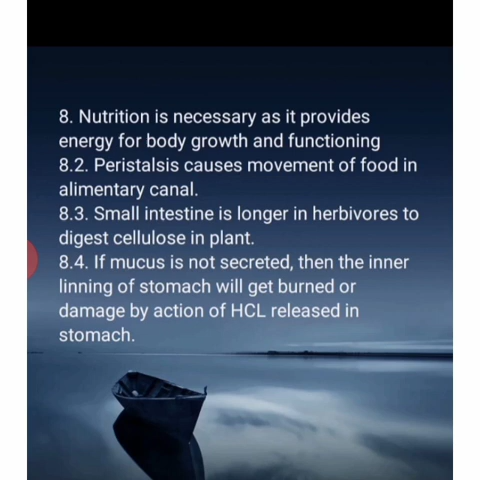 8. Nutrition is necessary as it provides
energy for body growth and functioning
8.2. Peristalsis causes movement of food in
alimentary canal.
8.3. Small intestine is longer in herbivores to
digest cellulose in plant.
8.4. If mucus is not secreted, then the inner
linning of stomach will get burned or
damage by action of HCL released in
stomach.